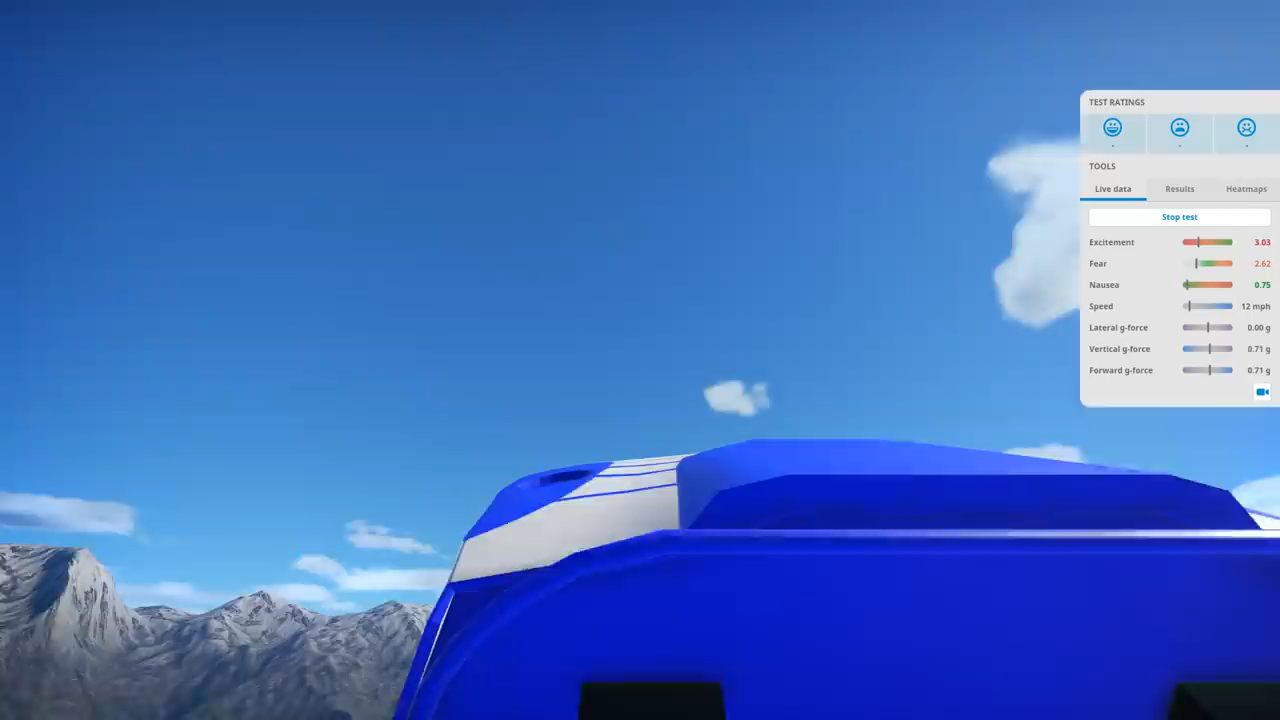 TEST RATINGS
- - -
TOOLS
Live data Results Heatmaps
Stop test
Excitement 3.03
Fear 2.62
Nausea 0.75
Speed 12 mph
Lateral g-force 0.00 g
Vertical g-force 0.71 g
Forward g-force 0.71 g